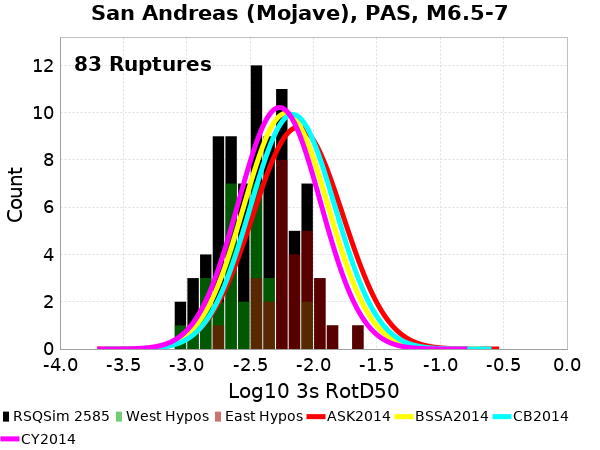 San Andreas (Mojave), PAS, M6.5-7
83 Ruptures
Count
12
10
8
6
4
2
0
-4.0 -3.5 -3.0 -2.5 -2.0 -1.5 -1.0 -0.5 0.0
Log10 3s RotD50
RSQSim 2585 West Hypos East Hypos ASK2014 BSSA2014 CB2014
CY2014